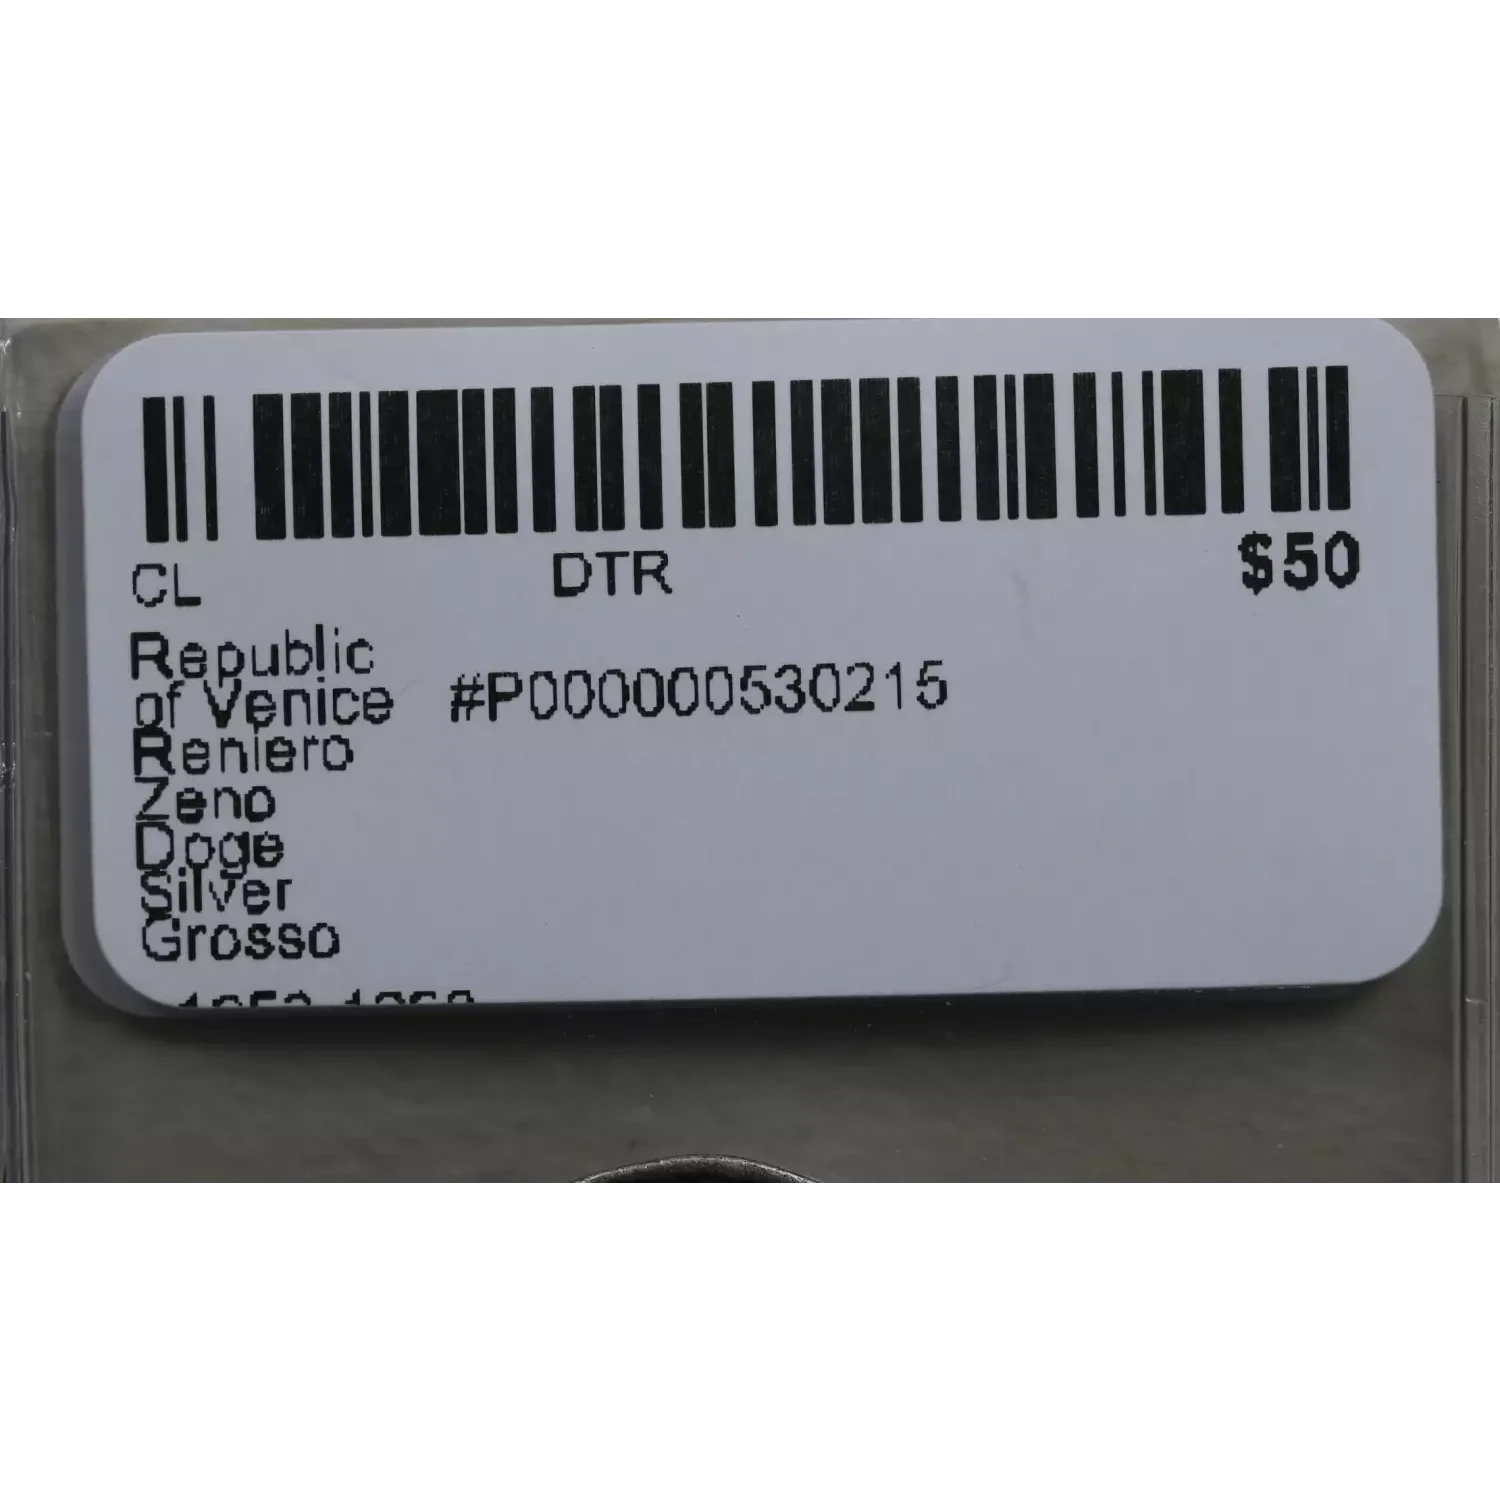 CL DTR $50
Republic
of Venice #P000000530215
Reniero
Zeno
Doge
Silver
Grosso